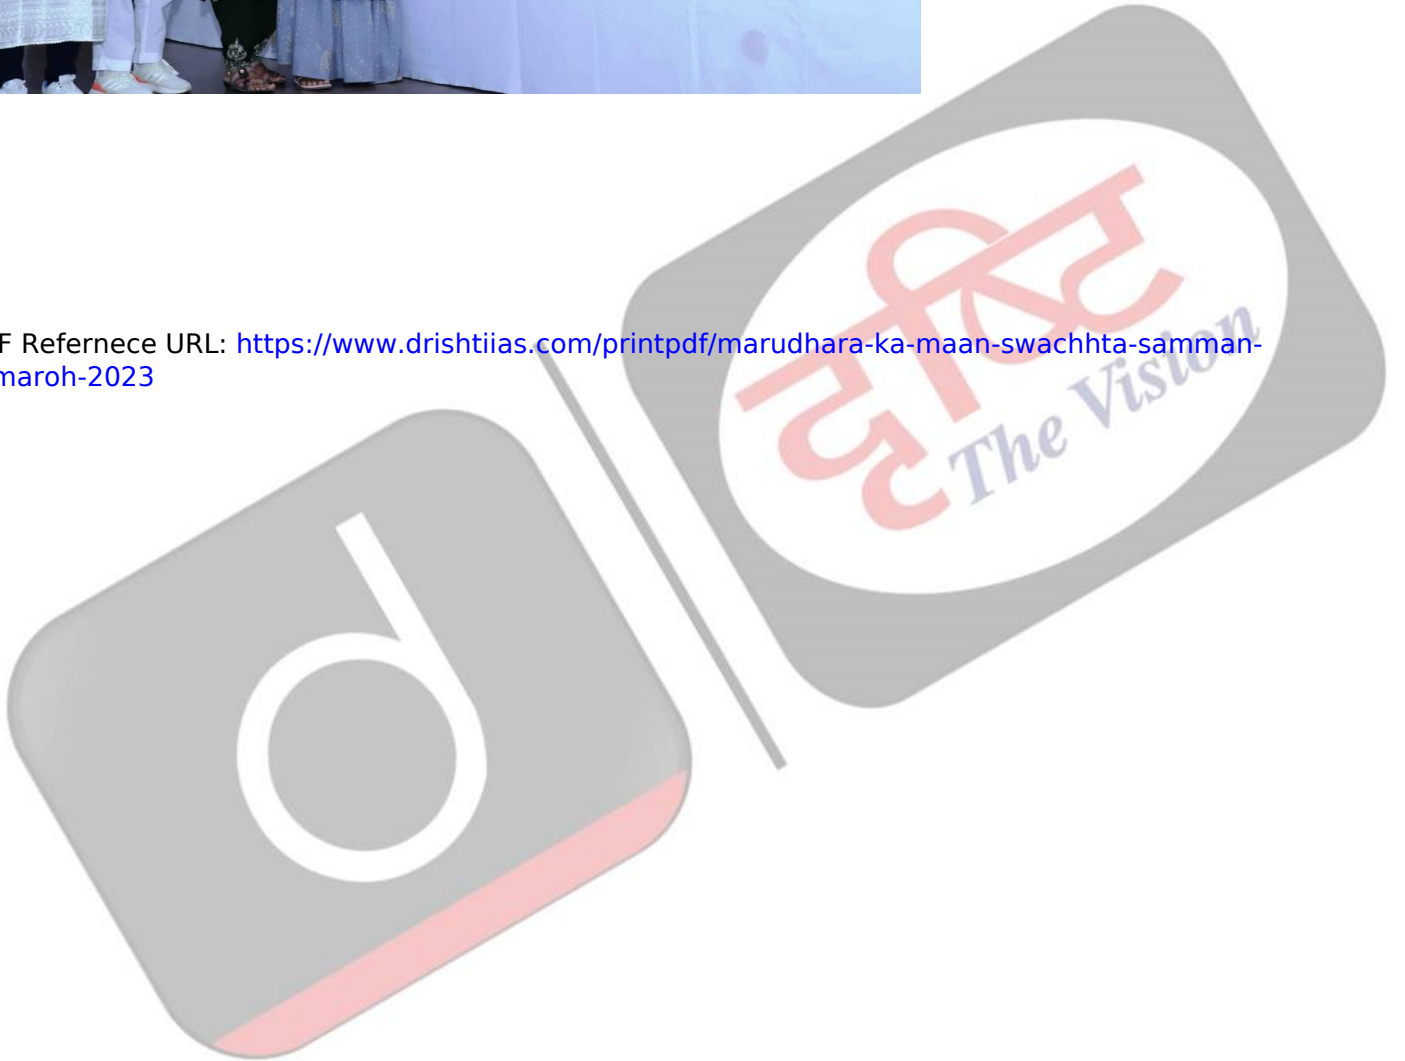 F Refernece URL: https://www.drishtiias.com/printpdf/marudhara-ka-maan-swachhta-samman-
maroh-2023
दृष्टि
The Vision
d